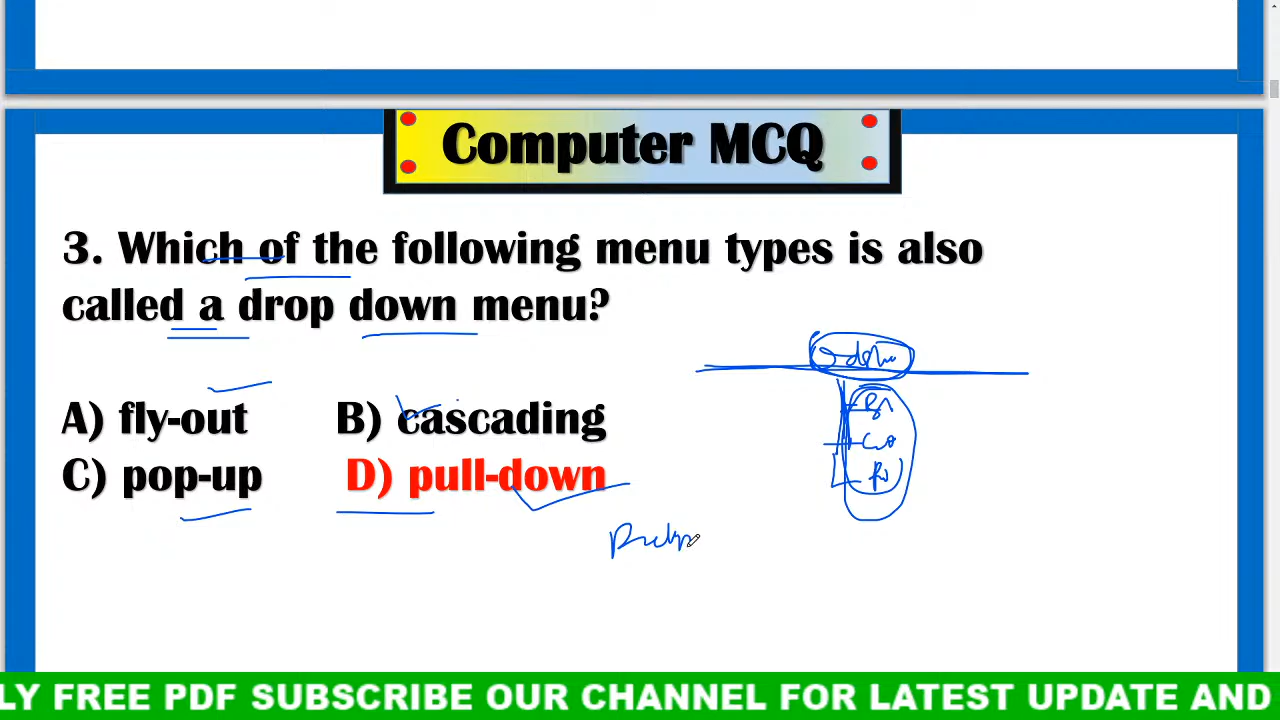 Computer MCQ
3. Which of the following menu types is also
called a drop down menu?
A) fly-out B) cascading
C) pop-up D) pull-down
LY FREE PDF SUBSCRIBE OUR CHANNEL FOR LATEST UPDATE AND